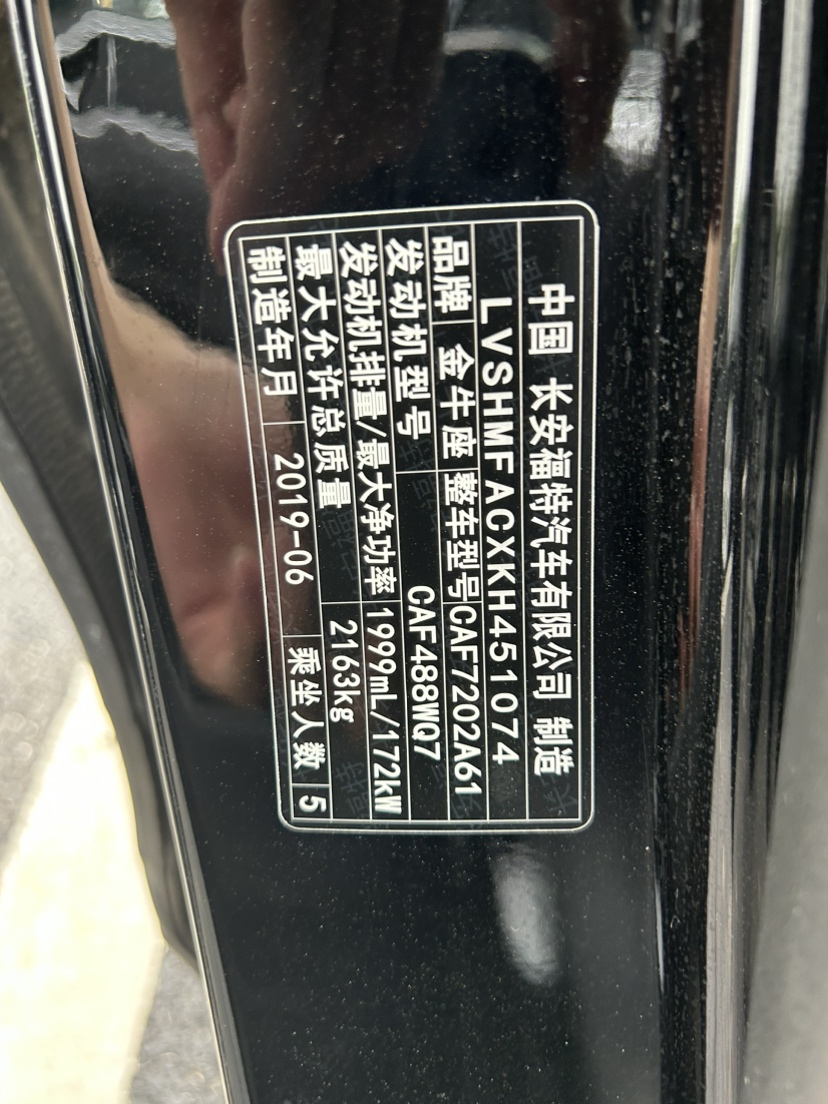 中国 长安福特汽车有限公司 制造
LVSHMFACXKH451074
品牌 金牛座 整车型号 CAF7202A61
发动机型号 CAF488WQ7
发动机排量/最大净功率 1999mL/172kW
最大允许总质量 2163kg
制造年月 2019-06 乘坐人数 5